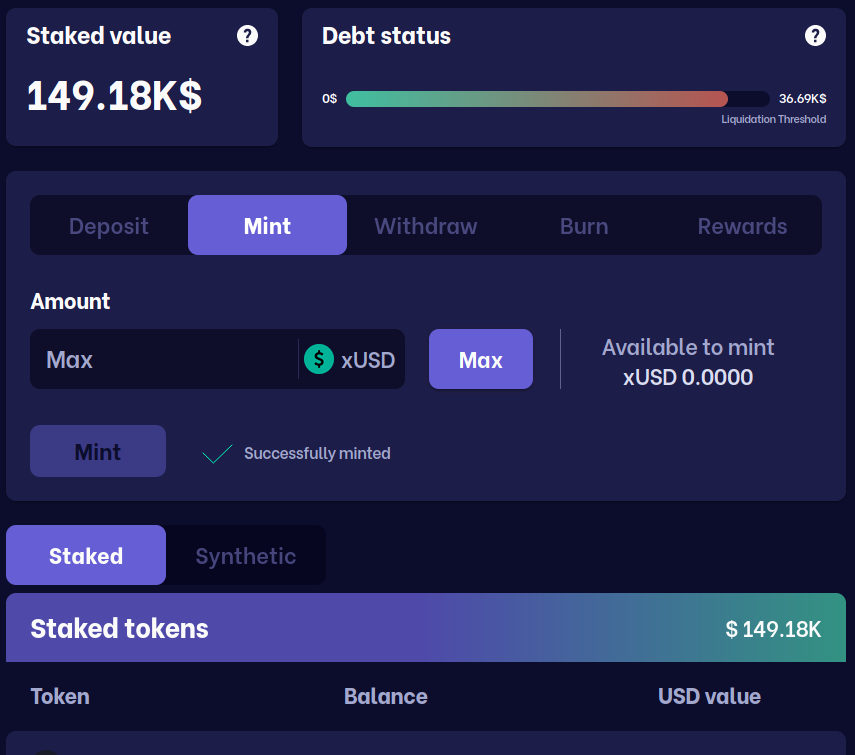 Staked value ?
149.18K$
Debt status ?
0$ 36.69K$
Liquidation Threshold
Deposit Mint Withdraw Burn Rewards
Amount
Max $ xUSD Max
Available to mint
xUSD 0.0000
Mint Successfully minted
Staked Synthetic
Staked tokens $ 149.18K
Token Balance USD value